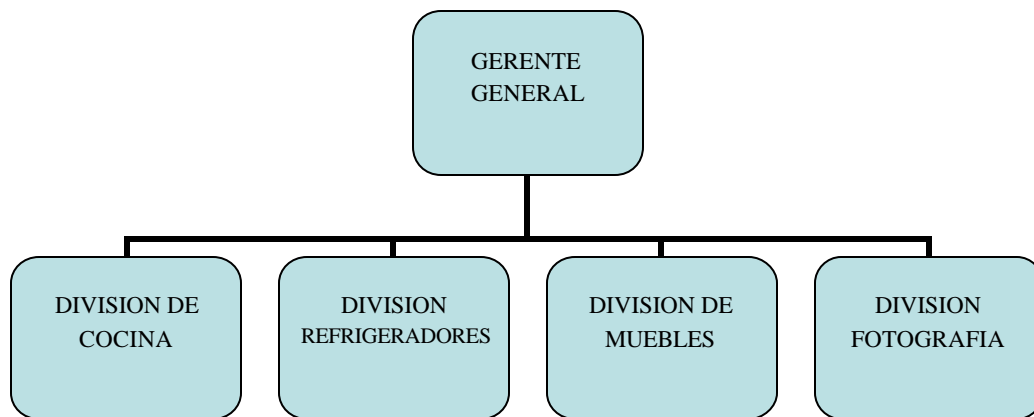 GERENTE
GENERAL
DIVISION DE
COCINA
DIVISION
REFRIGERADORES
DIVISION DE
MUEBLES
DIVISION
FOTOGRAFIA